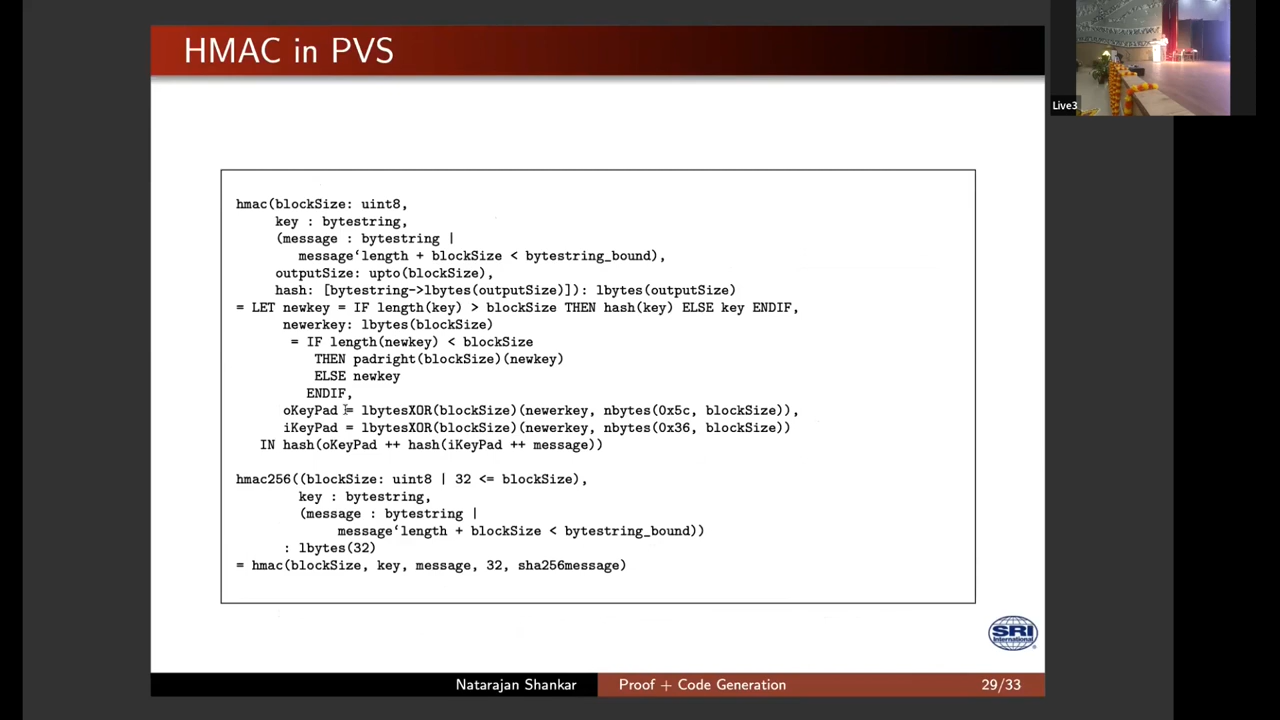 HMAC in PVS
Live3
hmac(blockSize: uint8,
key : bytestring,
(message : bytestring |
message`length + blockSize < bytestring_bound),
outputSize: upto(blockSize),
hash: [bytestring->lbytes(outputSize)]): lbytes(outputSize)
= LET newkey = IF length(key) > blockSize THEN hash(key) ELSE key ENDIF,
newerkey: lbytes(blockSize)
= IF length(newkey) < blockSize
THEN padright(blockSize)(newkey)
ELSE newkey
ENDIF,
oKeyPad = lbytesXOR(blockSize)(newerkey, nbytes(0x5c, blockSize)),
iKeyPad = lbytesXOR(blockSize)(newerkey, nbytes(0x36, blockSize))
IN hash(oKeyPad ++ hash(iKeyPad ++ message))
hmac256((blockSize: uint8 | 32 <= blockSize),
key : bytestring,
(message : bytestring |
message`length + blockSize < bytestring_bound))
: lbytes(32)
= hmac(blockSize, key, message, 32, sha256message)
SRI
International
Natarajan Shankar
Proof + Code Generation
29/33